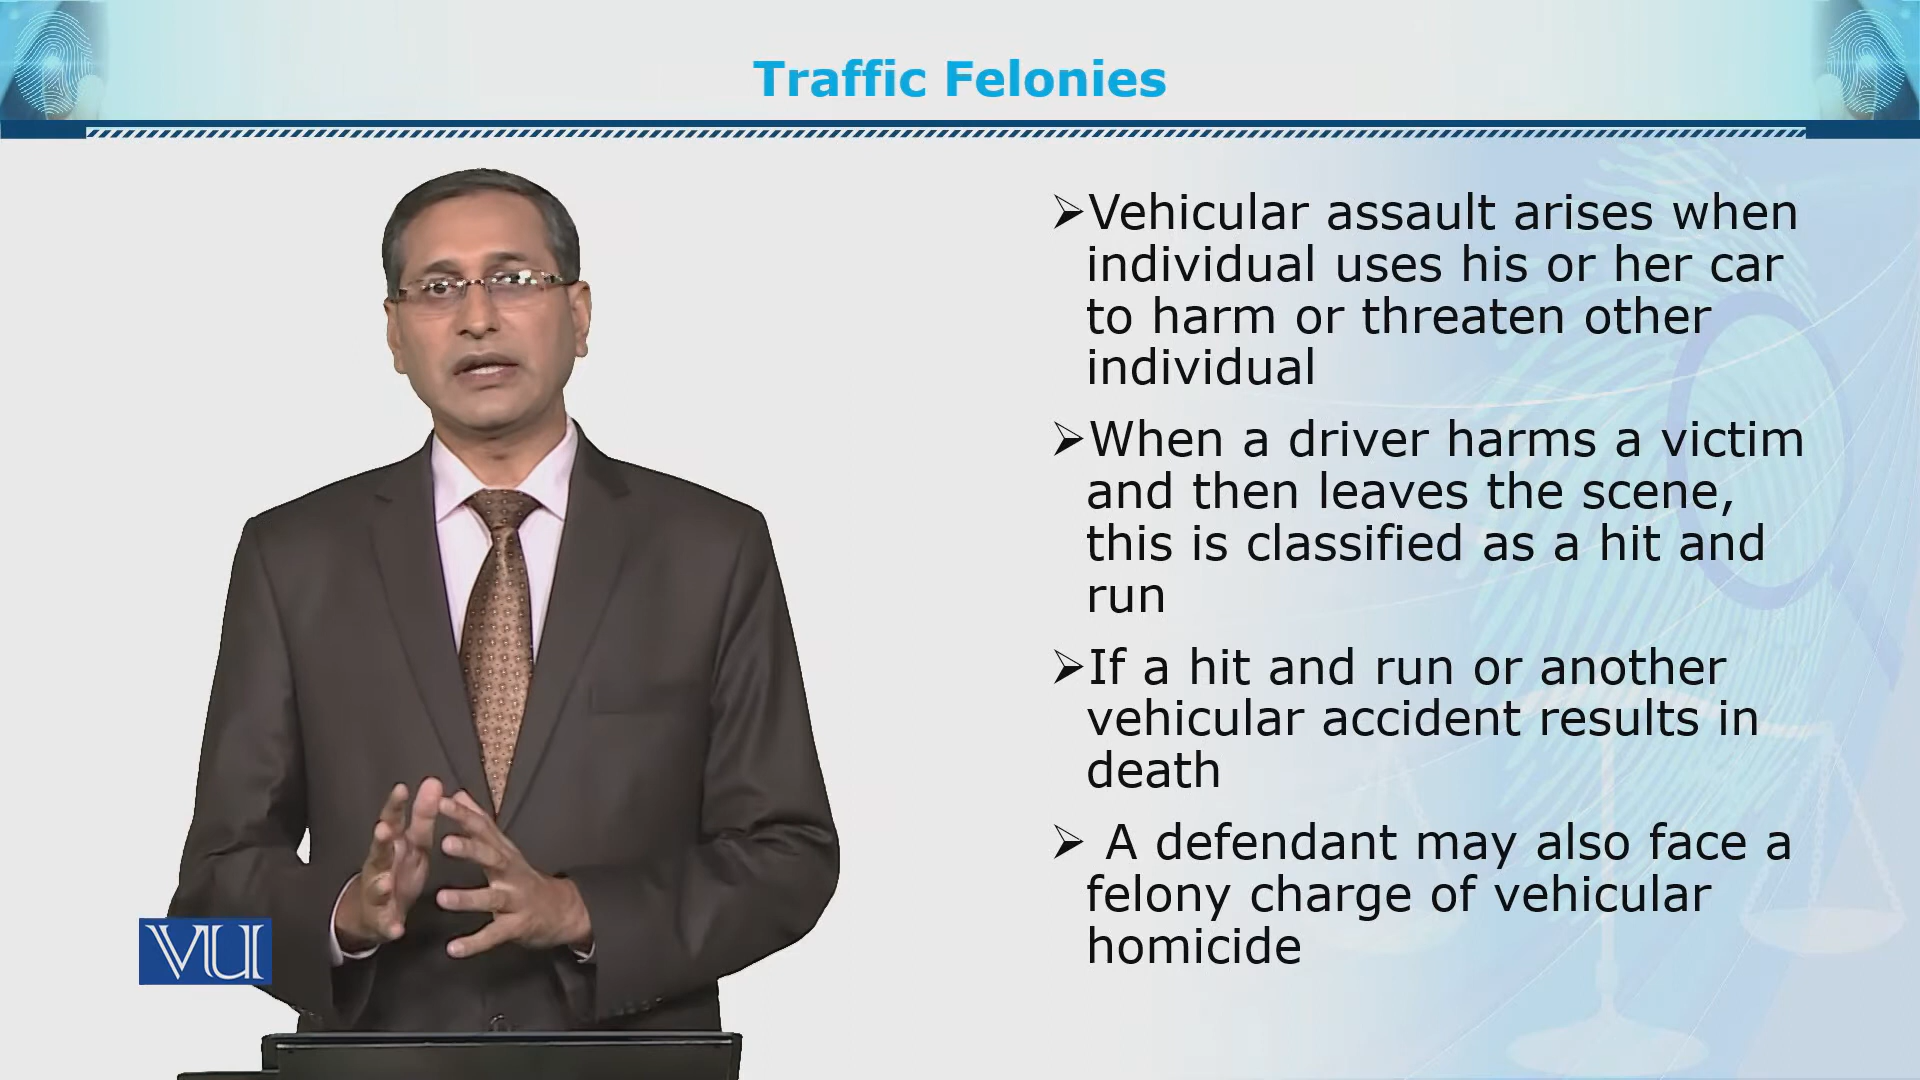 Traffic Felonies
➢Vehicular assault arises when
individual uses his or her car
to harm or threaten other
individual
➢When a driver harms a victim
and then leaves the scene,
this is classified as a hit and
run
➢If a hit and run or another
vehicular accident results in
death
➢ A defendant may also face a
felony charge of vehicular
homicide
VU